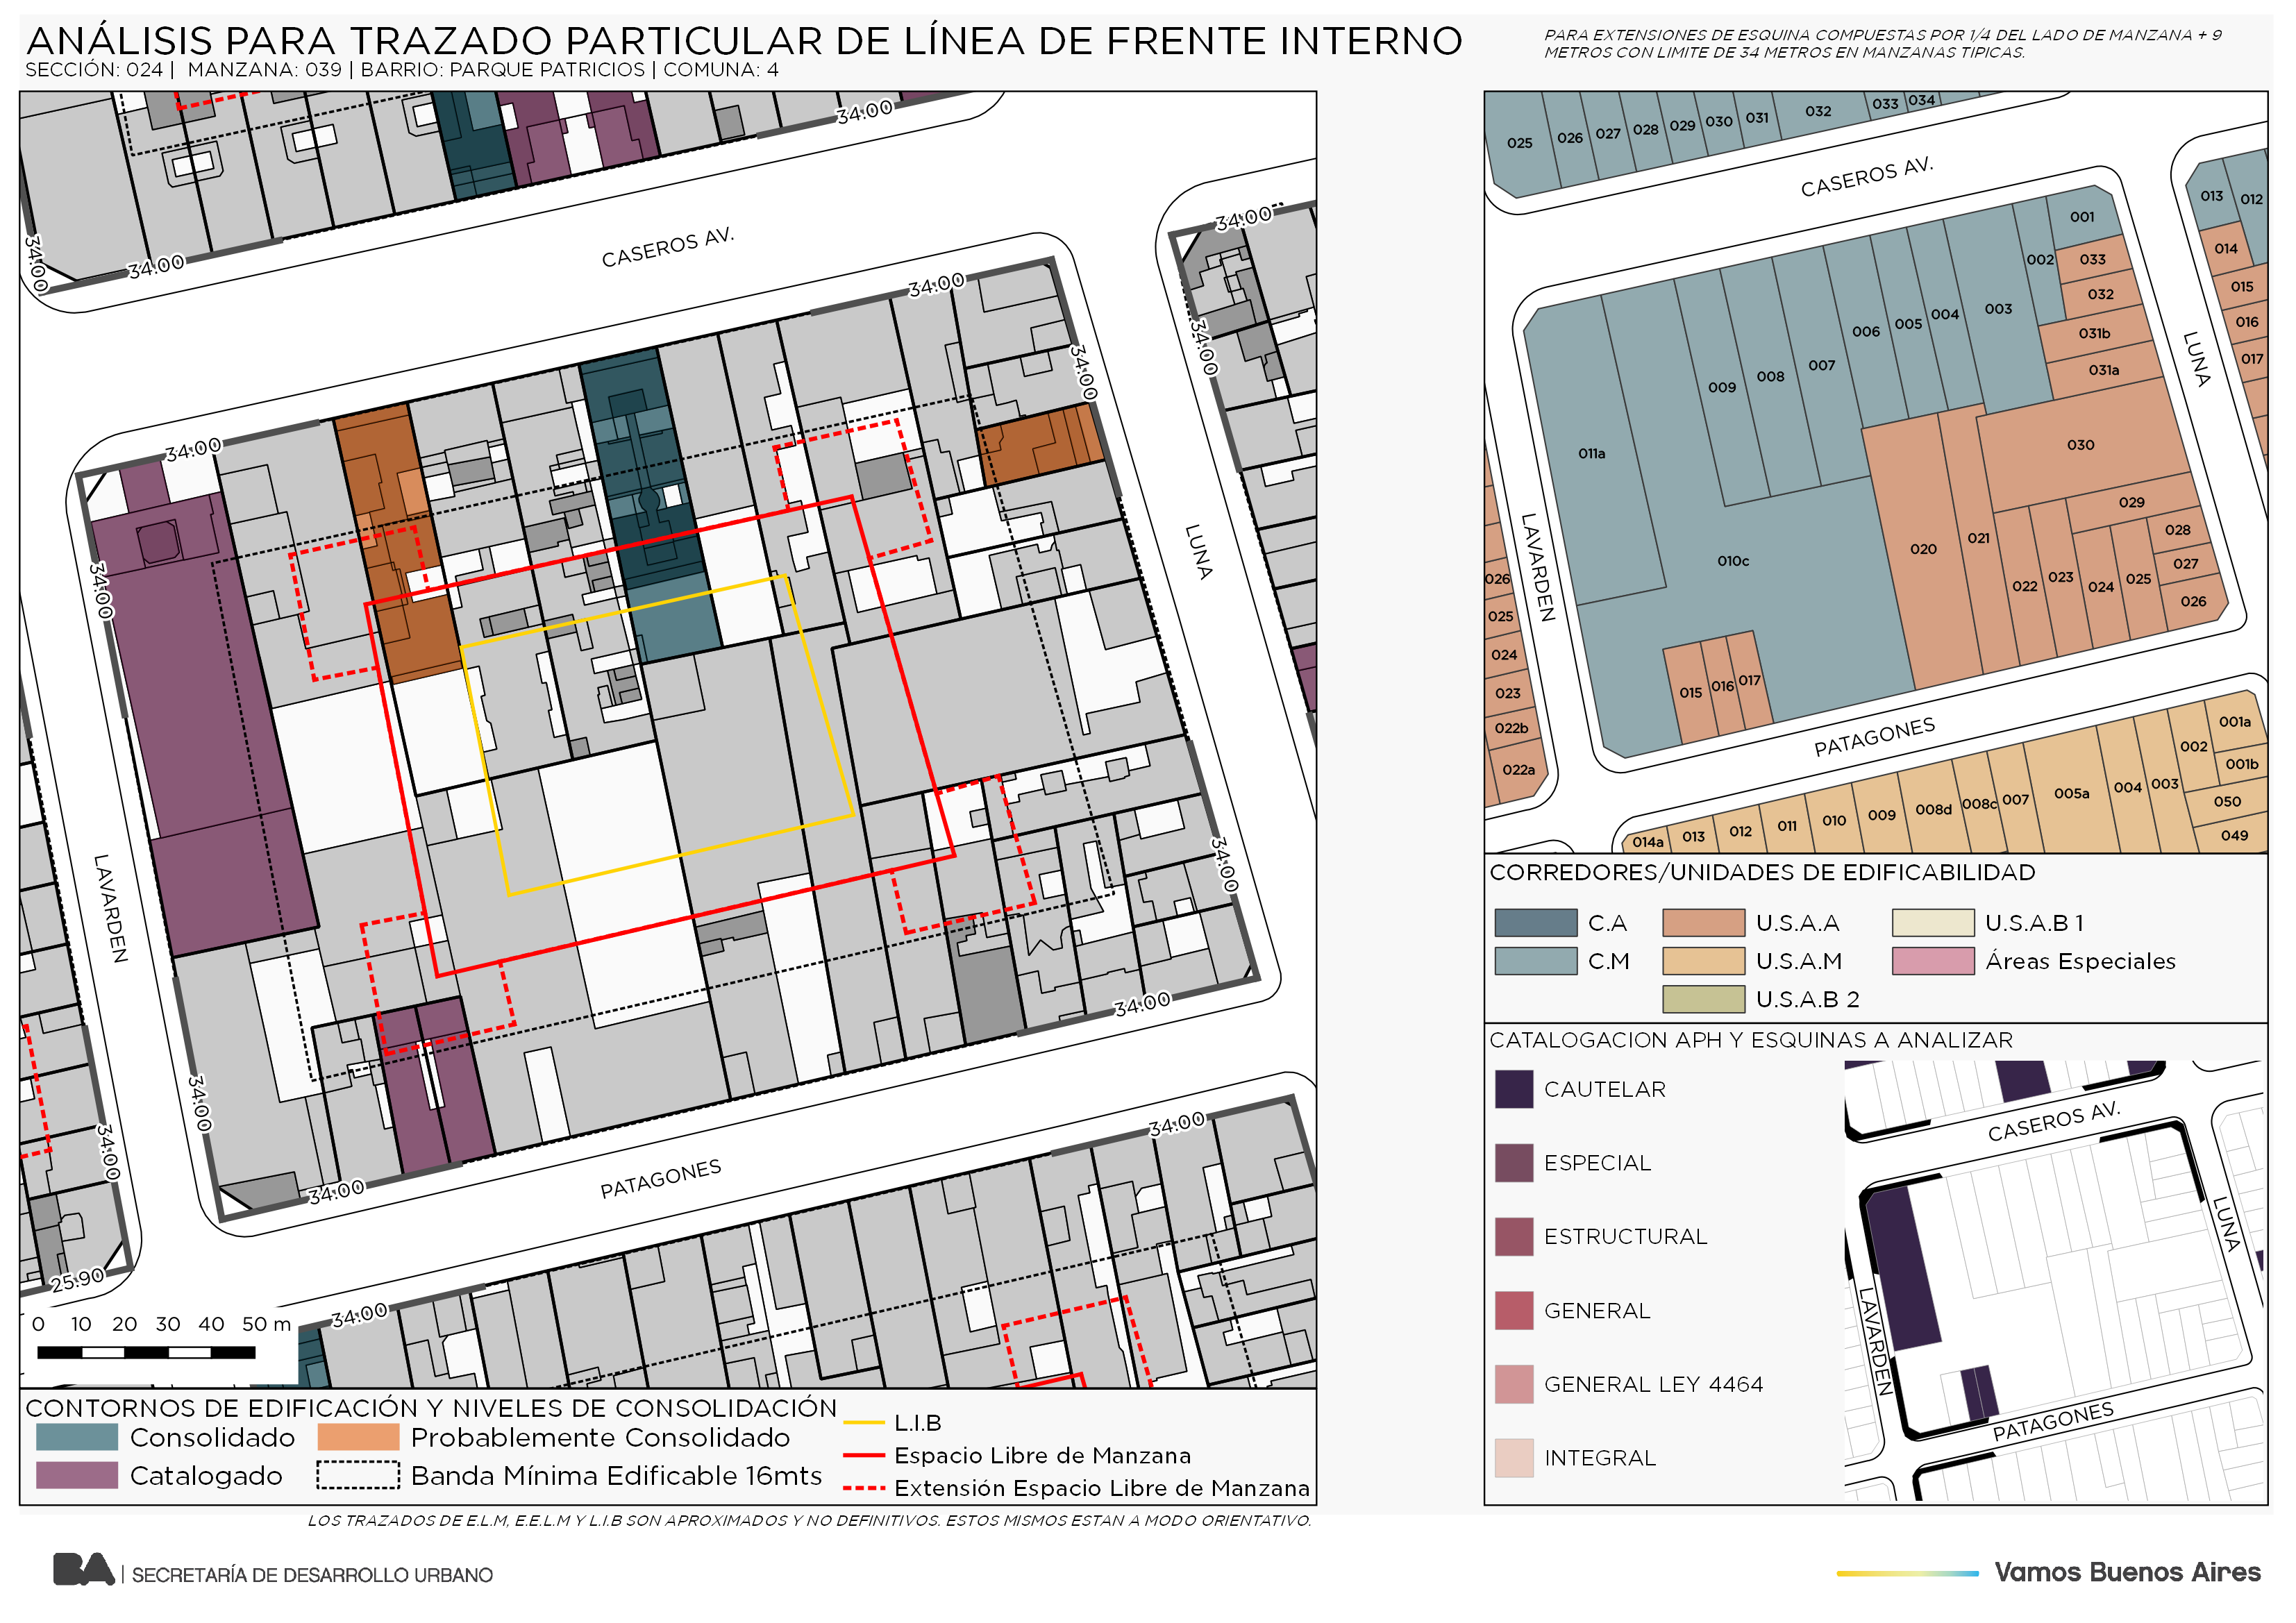 ANÁLISIS PARA TRAZADO PARTICULAR DE LÍNEA DE FRENTE INTERNO
SECCIÓN: 024 | MANZANA: 039 | BARRIO: PARQUE PATRICIOS | COMUNA: 4
PARA EXTENSIONES DE ESQUINA COMPUESTAS POR 1/4 DEL LADO DE MANZANA + 9
METROS CON LIMITE DE 34 METROS EN MANZANAS TIPICAS.
34.00
34.00
34.00
CASEROS AV.
34.00
34.00
34.00
34.00
34.00
34.00
LUNA
LAVARDEN
34.00
34.00
34.00
34.00
34.00
PATAGONES
34.00
34.00
25.90
0 10 20 30 40 50 m
CONTORNOS DE EDIFICACIÓN Y NIVELES DE CONSOLIDACIÓN
Consolidado
Probablemente Consolidado
Catalogado
Banda Mínima Edificable 16mts
L.I.B
Espacio Libre de Manzana
Extensión Espacio Libre de Manzana
LOS TRAZADOS DE E.L.M, E.E.L.M Y L.I.B SON APROXIMADOS Y NO DEFINITIVOS. ESTOS MISMOS ESTAN A MODO ORIENTATIVO.
025
026
027
028
029
030
031
032
033
034
CASEROS AV.
013
012
014
015
016
017
LUNA
001
002
033
032
031b
031a
003
004
005
006
007
008
009
011a
010c
030
029
028
027
026
025
024
023
022
021
020
015
016
017
LAVARDEN
026
025
024
023
022b
022a
PATAGONES
014a
013
012
011
010
009
008d
008c
007
005a
004
003
002
001a
001b
050
049
CORREDORES/UNIDADES DE EDIFICABILIDAD
C.A
U.S.A.A
U.S.A.B 1
C.M
U.S.A.M
Áreas Especiales
U.S.A.B 2
CATALOGACION APH Y ESQUINAS A ANALIZAR
CAUTELAR
ESPECIAL
ESTRUCTURAL
GENERAL
GENERAL LEY 4464
INTEGRAL
CASEROS AV.
LUNA
LAVARDEN
PATAGONES
BA | SECRETARÍA DE DESARROLLO URBANO
Vamos Buenos Aires